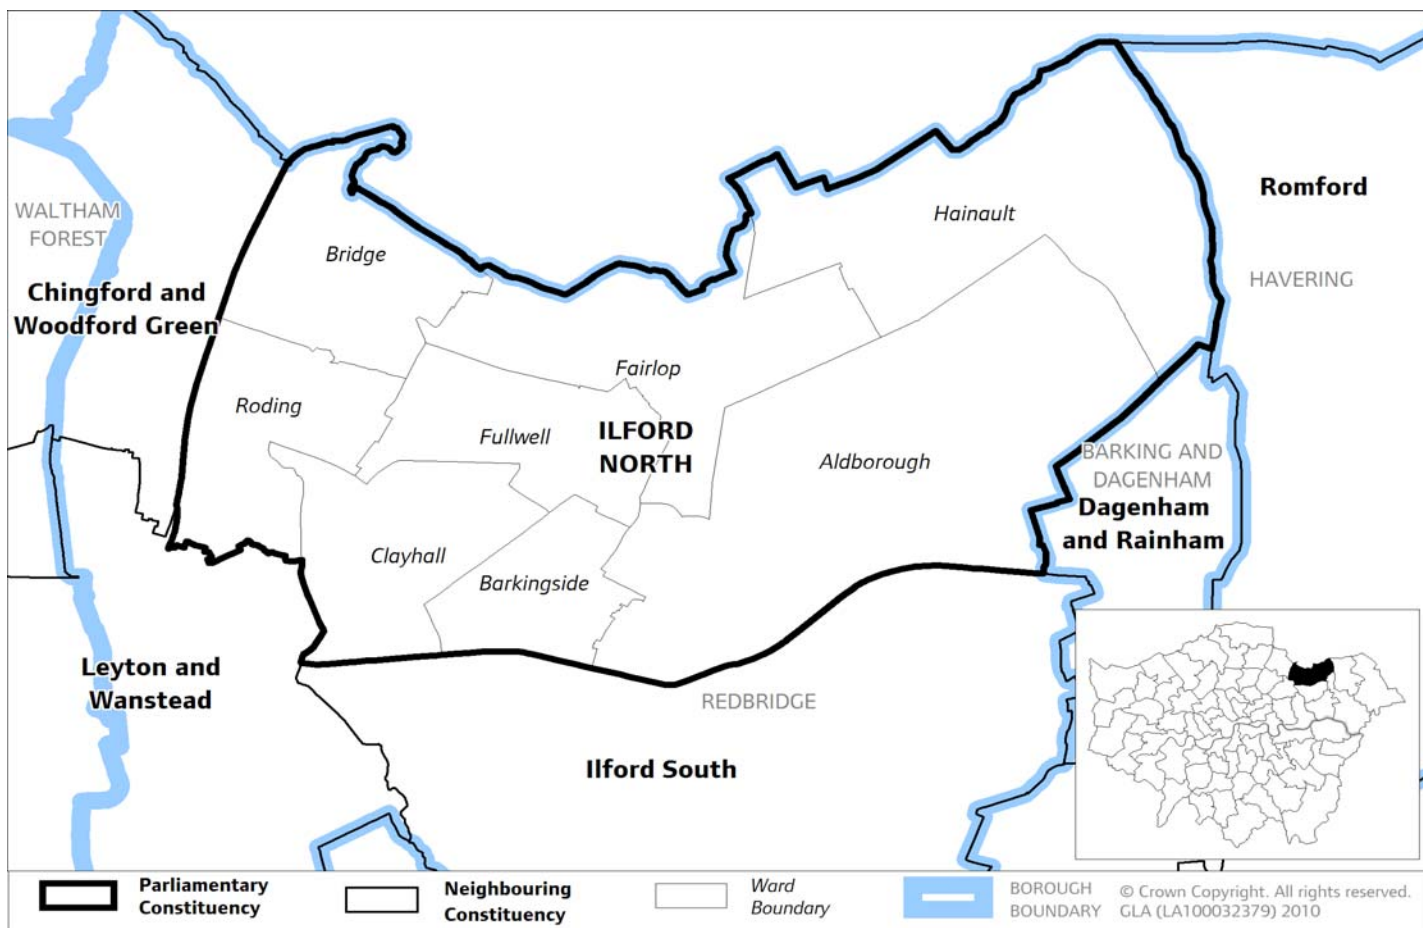 Romford
Hainault
WALTHAM
FOREST
Bridge
HAVERING
Chingford and
Woodford Green
Fairlop
Roding
Fullwell
ILFORD
NORTH
Aldborough
BARKING AND
DAGENHAM
Dagenham
and Rainham
Clayhall
Barkingside
Leyton and
Wanstead
REDBRIDGE
Ilford South
Parliamentary
Constituency
Neighbouring
Constituency
Ward
Boundary
BOROUGH
BOUNDARY
© Crown Copyright. All rights reserved.
GLA (LA100032379) 2010